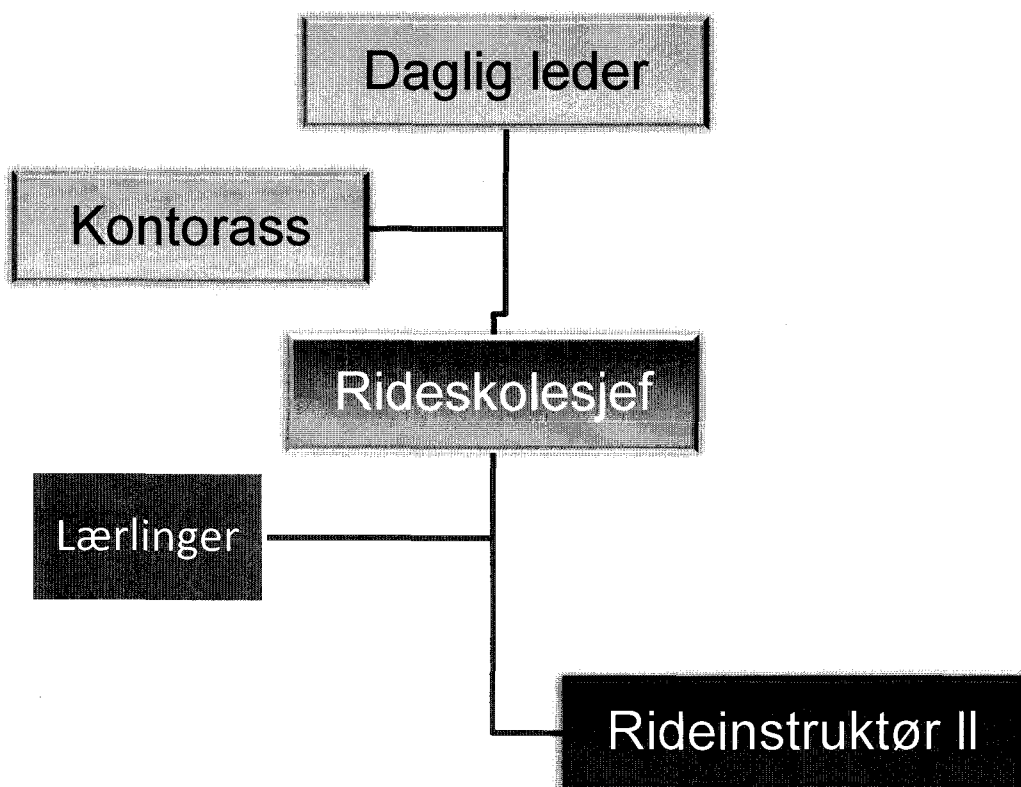 Daglig leder
Kontorass
Rideskolesjef
Lærlinger
Rideinstruktør II